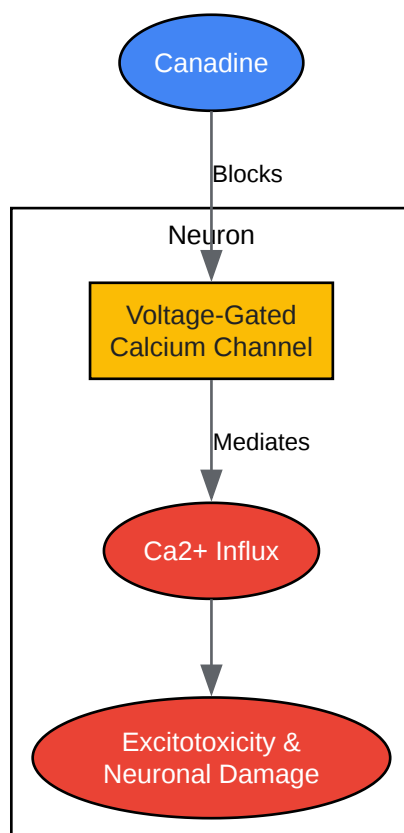 Canadine
Blocks
Neuron
Voltage-Gated
Calcium Channel
Mediates
Ca2+ Influx
Excitotoxicity &
Neuronal Damage